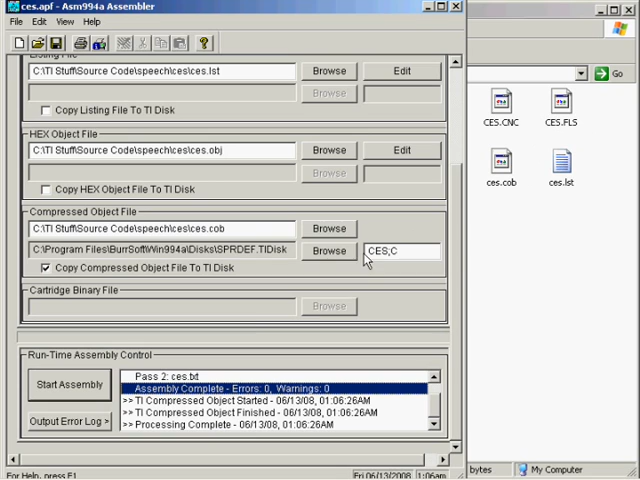 ces.apf - Asm994a Assembler
File Edit View Help
Listing File
C:\TI Stuff\Source Code\speech\ces\ces.lst
Browse
Edit
Browse
Copy Listing File To TI Disk
HEX Object File
C:\TI Stuff\Source Code\speech\ces\ces.obj
Browse
Edit
Browse
Copy HEX Object File To TI Disk
Compressed Object File
C:\TI Stuff\Source Code\speech\ces\ces.cob
Browse
C:\Program Files\BurrSoft\Win994a\Disks\SPRDEF.TIDisk
Browse
CES;C
Copy Compressed Object File To TI Disk
Cartridge Binary File
Browse
Run-Time Assembly Control
Start Assembly
Output Error Log >
Pass 2: ces.txt
Assembly Complete - Errors: 0, Warnings: 0
>> TI Compressed Object Started - 06/13/08, 01:06:26AM
>> TI Compressed Object Finished - 06/13/08, 01:06:26AM
>> Processing Complete - 06/13/08, 01:06:26AM
For Help, press F1
Fri 06/13/2008
1:06am
Go
CES.CNC
CES.FLS
ces.cob
ces.lst
bytes
My Computer